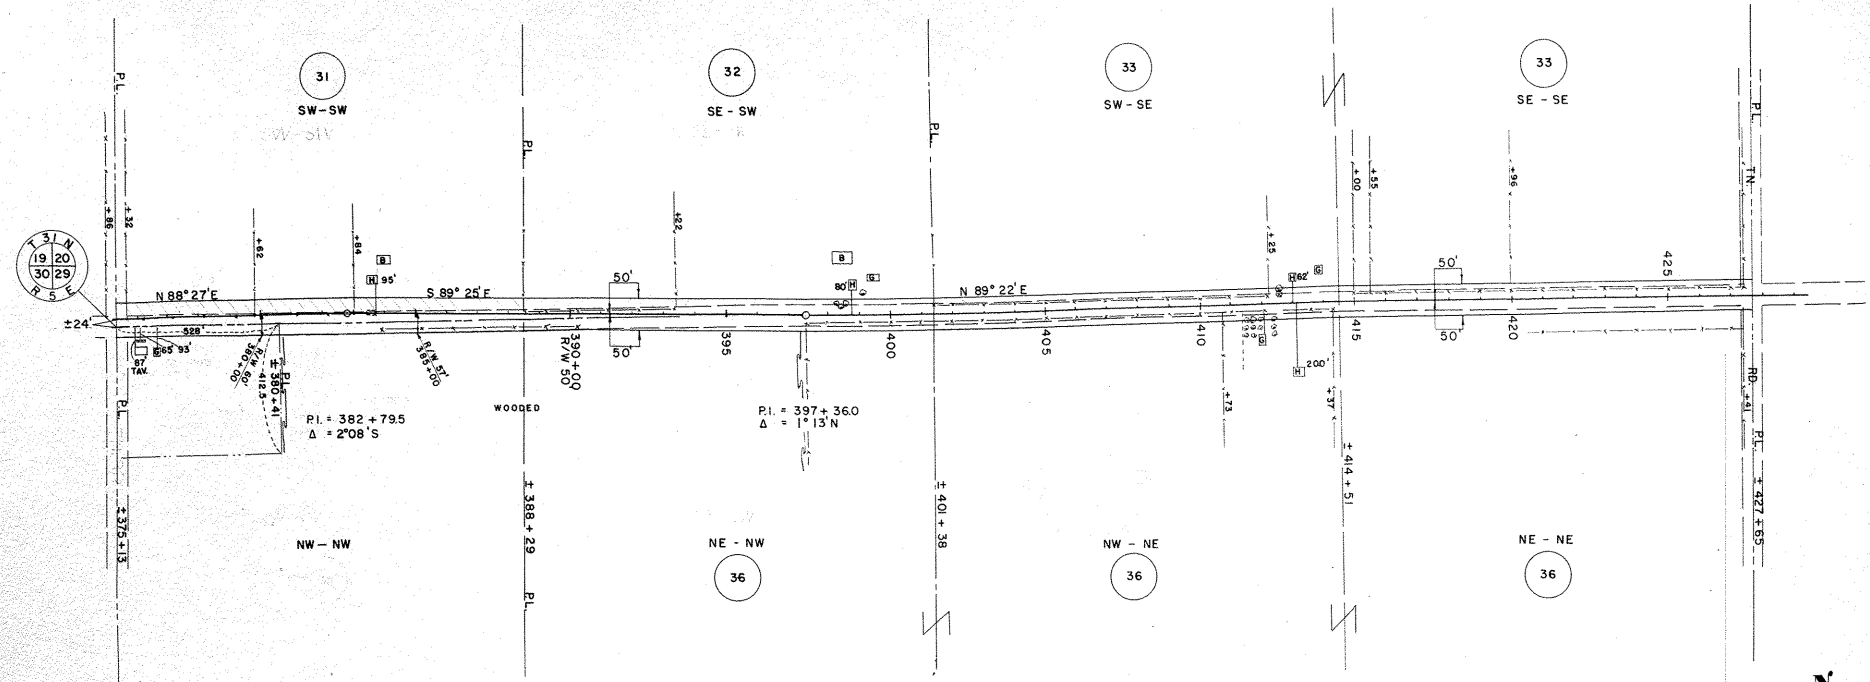 31
SW-SW
32
SE - SW
33
SW - SE
33
SE - SE
P.L.
P.L.
P.L.
P.L.
TN.
RD.
+86
+32
+62
+84
+22
+25
+00
+55
+96
T 31 N
19 20
30 29
R 5 E
B
H 95'
B
80' H
G
H 62'
G
N 88° 27' E
S 89° 25' E
50'
N 89° 22' E
50'
425
±24'
528'
65' 93'
G
87'
TAV.
380+00
R/W 60'
412.5
P.L.
± 380+41
R/W 57'
385+00
390+00
R/W 50'
50'
395
400
405
410
G
H 200'
415
50'
420
P.I. = 382 + 79.5
Δ = 2°08' S
WOODED
P.I. = 397 + 36.0
Δ = 1° 13' N
+73
+37
+41
P.L.
P.L.
P.L.
± 375+13
± 388 + 29
± 401 + 38
± 414 + 51
± 427 + 65
NW - NW
NE - NW
36
NW - NE
36
NE - NE
36
N